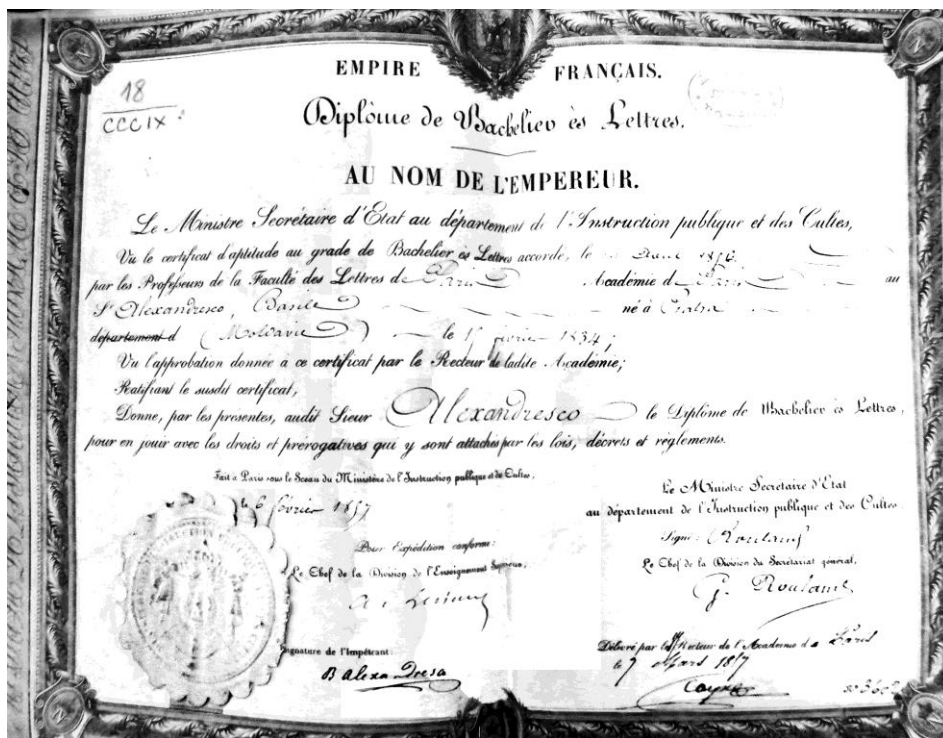 EMPIRE FRANÇAIS.
18
CCCIX
Diplôme de Bachelier ès Lettres.
AU NOM DE L'EMPEREUR.
Le Ministre Secrétaire d'État au département de l'Instruction publique et des Cultes,
Vu le certificat d'aptitude au grade de Bachelier ès Lettres accordé, le
par les Professeurs de la Faculté des Lettres de Paris Académie d Paris au
Sr Alexandresco, Basile né à
département d (Moldavie) le 1834;
Vu l'approbation donnée à ce certificat par le Recteur de ladite Académie;
Ratifiant le susdit certificat,
Donne, par les présentes, audit Sieur Alexandresco le Diplôme de Bachelier ès Lettres,
pour en jouir avec les droits et prérogatives qui y sont attachés par les lois, décrets et règlements.
Fait à Paris sous le Sceau du Ministère de l'Instruction publique et des Cultes,
le 6 février 1857
Le Ministre Secrétaire d'État
au département de l'Instruction publique et des Cultes
Signé: Rouland
Pour Expédition conforme:
Le Chef de la Division de l'Enseignement Supérieur,
Le Chef de la Division du Secrétariat général,
G. Rouland
Signature de l'Impétrant:
B Alexandresco
Délivré par le Recteur de l'Académie d Paris
le 7 Mars 1857